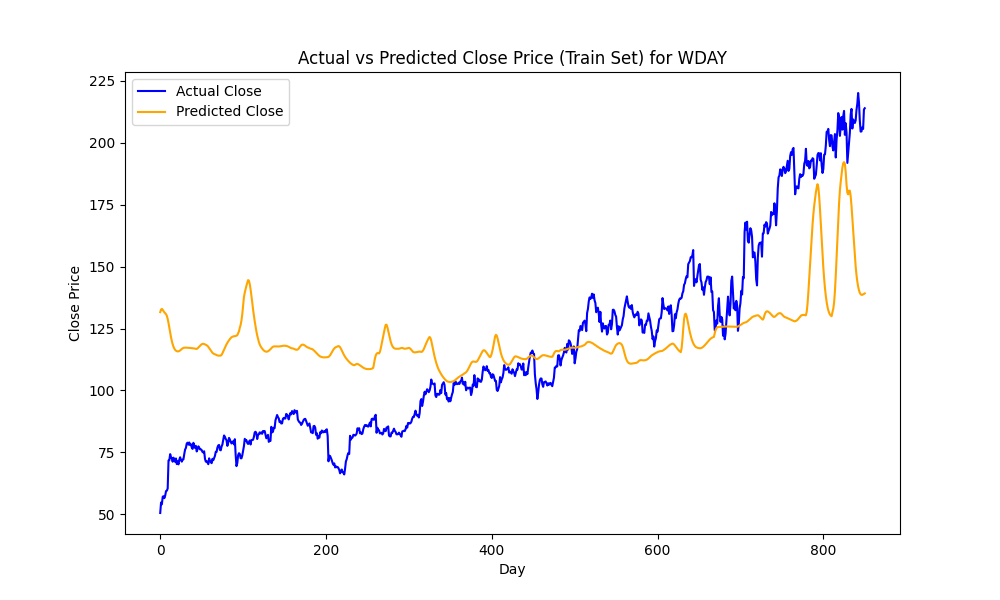 Actual vs Predicted Close Price (Train Set) for WDAY
Actual Close
Predicted Close
225
200
175
150
125
100
75
50
Close Price
0 200 400 600 800
Day